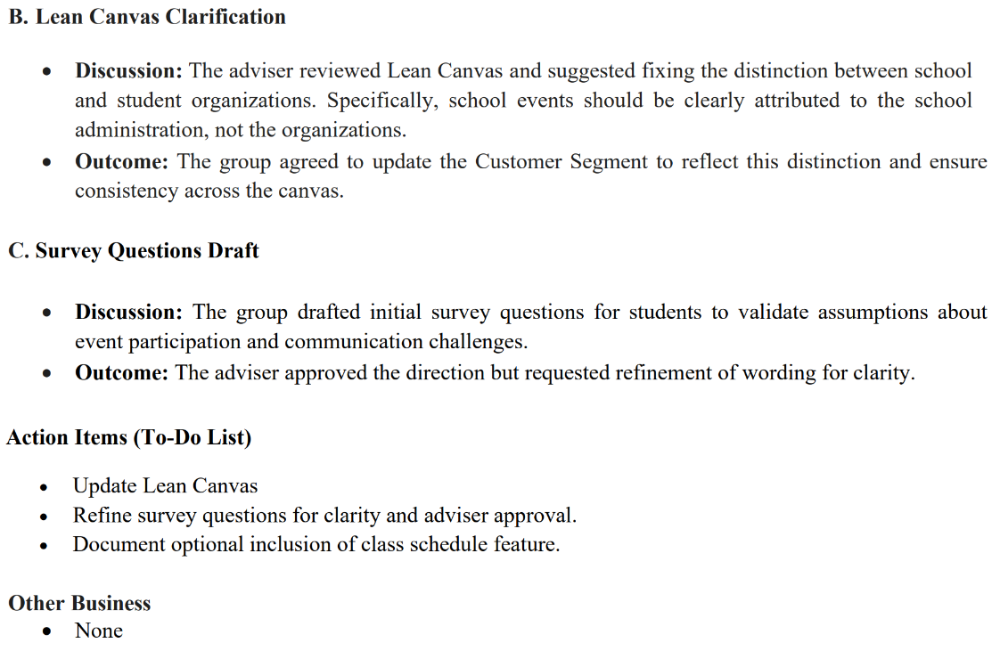 B. Lean Canvas Clarification
• Discussion: The adviser reviewed Lean Canvas and suggested fixing the distinction between school
and student organizations. Specifically, school events should be clearly attributed to the school
administration, not the organizations.
• Outcome: The group agreed to update the Customer Segment to reflect this distinction and ensure
consistency across the canvas.
C. Survey Questions Draft
• Discussion: The group drafted initial survey questions for students to validate assumptions about
event participation and communication challenges.
• Outcome: The adviser approved the direction but requested refinement of wording for clarity.
Action Items (To-Do List)
• Update Lean Canvas
• Refine survey questions for clarity and adviser approval.
• Document optional inclusion of class schedule feature.
Other Business
• None